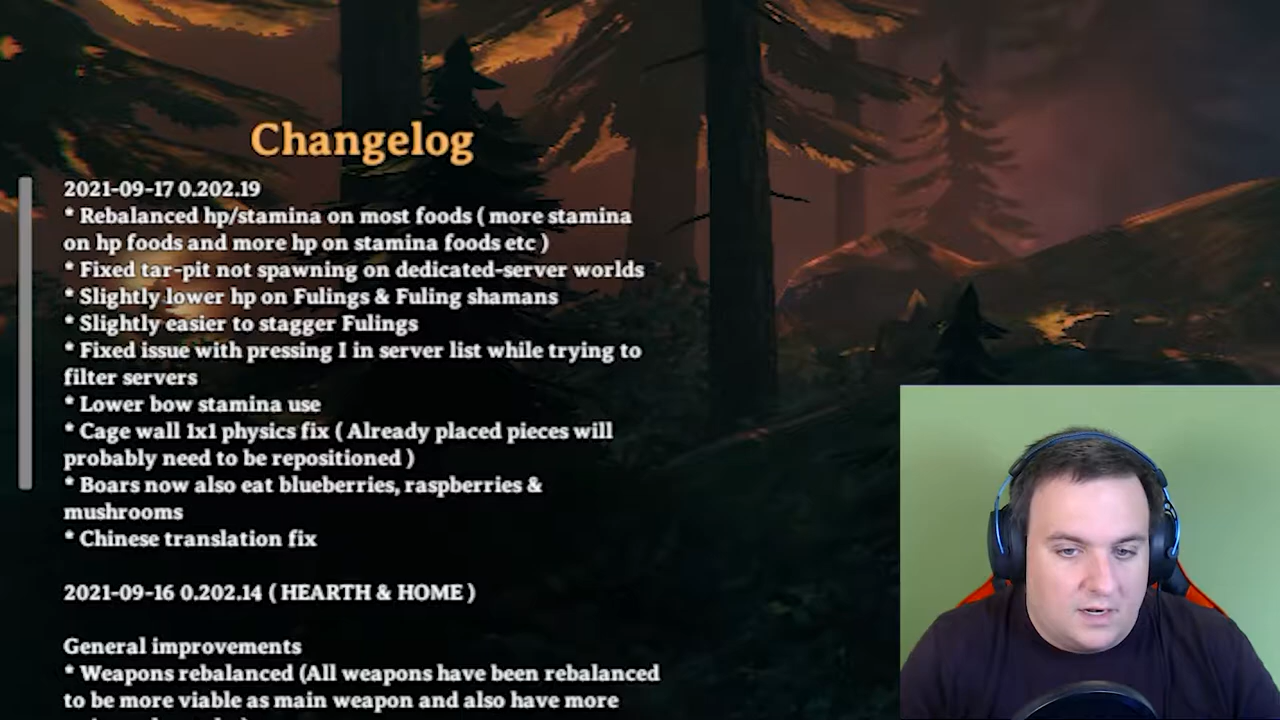 Changelog
2021-09-17 0.202.19
* Rebalanced hp/stamina on most foods ( more stamina
on hp foods and more hp on stamina foods etc )
* Fixed tar-pit not spawning on dedicated-server worlds
* Slightly lower hp on Fulings & Fuling shamans
* Slightly easier to stagger Fulings
* Fixed issue with pressing I in server list while trying to
filter servers
* Lower bow stamina use
* Cage wall 1x1 physics fix ( Already placed pieces will
probably need to be repositioned )
* Boars now also eat blueberries, raspberries &
mushrooms
* Chinese translation fix
2021-09-16 0.202.14 ( HEARTH & HOME )
General improvements
* Weapons rebalanced (All weapons have been rebalanced
to be more viable as main weapon and also have more